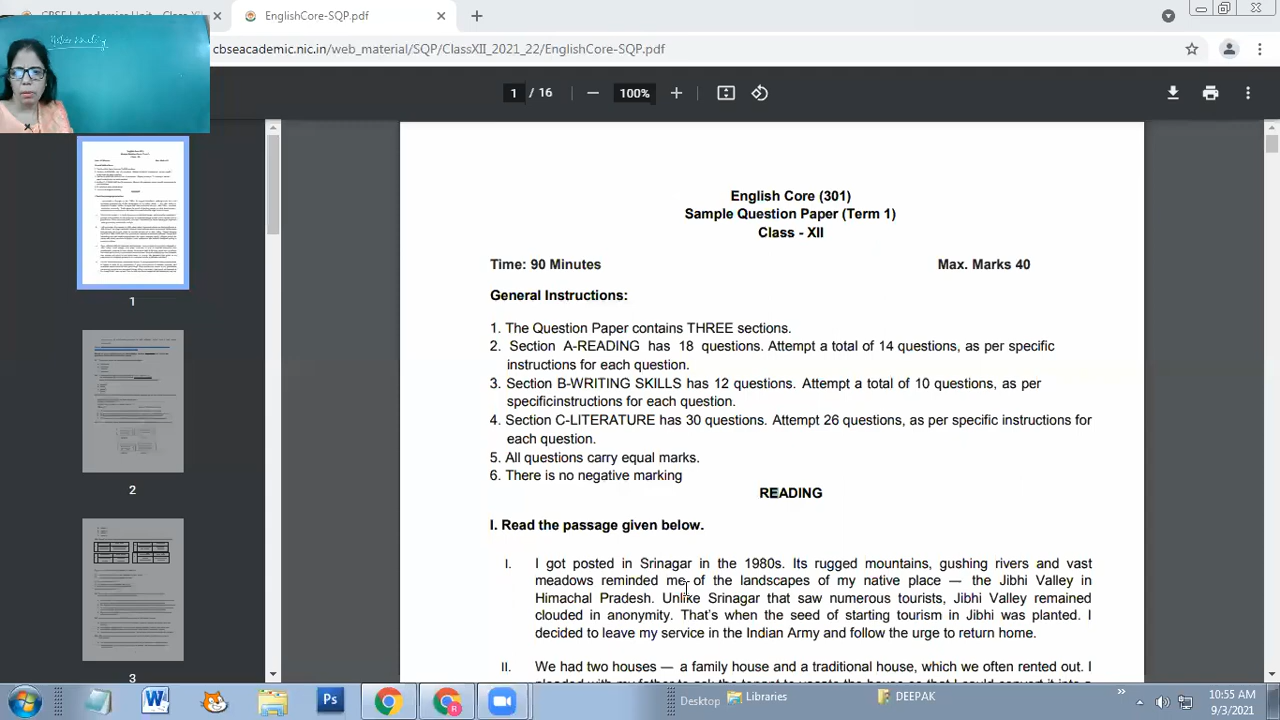 EnglishCore-SQP.pdf
cbseacademic.nic.in/web_material/SQP/ClassXII_2021_22/EnglishCore-SQP.pdf
1 / 16
100%
English Core (301)
Sample Question Paper (Term 1)
Class - XII
Time: 90 Minutes Max. Marks 40
General Instructions:
1. The Question Paper contains THREE sections.
2. Section A-READING has 18 questions. Attempt a total of 14 questions, as per specific
instructions for each question.
3. Section B-WRITING SKILLS has 12 questions. Attempt a total of 10 questions, as per
specific instructions for each question.
4. Section C-LITERATURE has 30 questions. Attempt 26 questions, as per specific instructions for
each question.
5. All questions carry equal marks.
6. There is no negative marking
READING
I. Read the passage given below.
I. I got posted in Srinagar in the 1980s. Its rugged mountains, gushing rivers and vast
meadows reminded me of the landscapes of my native place — the Jibhi Valley in
Himachal Pradesh. Unlike Srinagar that saw numerous tourists, Jibhi Valley remained
clouded in anonymity. That's when the seed of starting tourism in Jibhi was planted. I
decided to leave my service in the Indian Army and follow the urge to return home.
II. We had two houses — a family house and a traditional house, which we often rented out. I
1
2
3
Desktop
Libraries
DEEPAK
10:55 AM
9/3/2021